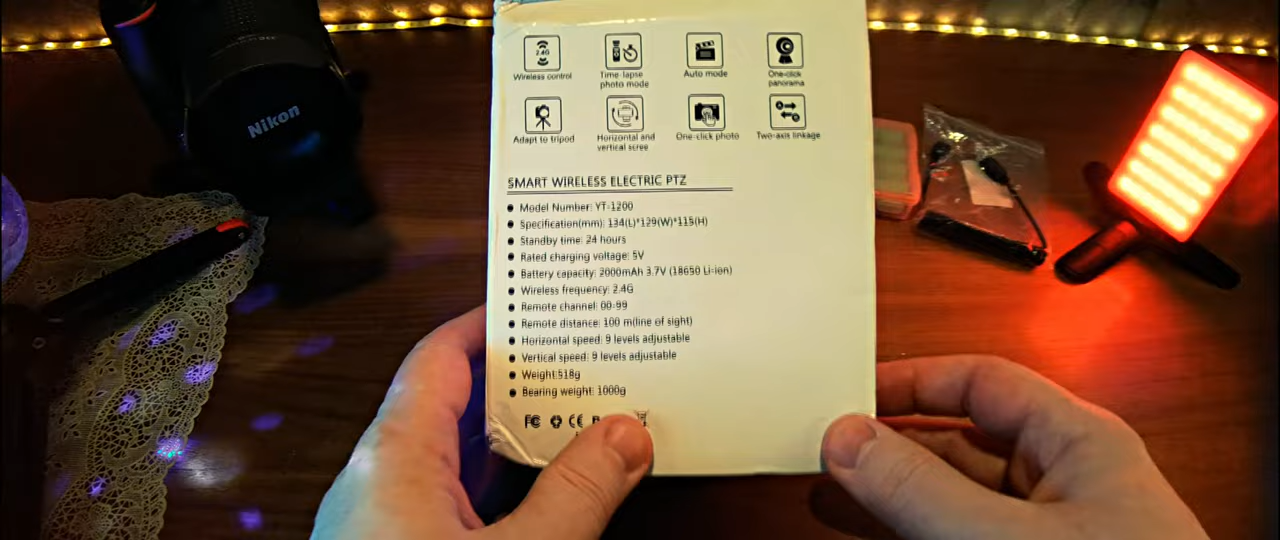 Nikon
2.4G
Wireless control
Time-lapse
photo mode
Auto mode
One-click
panorama
Adapt to tripod
Horizontal and
vertical scree
One-click photo
Two-axis linkage
SMART WIRELESS ELECTRIC PTZ
Model Number: YT-1200
Specification(mm): 134(L)*129(W)*115(H)
Standby time: 24 hours
Rated charging voltage: 5V
Battery capacity: 2000mAh 3.7V (18650 Li-ion)
Wireless frequency: 2.4G
Remote channel: 00-99
Remote distance: 100 m(line of sight)
Horizontal speed: 9 levels adjustable
Vertical speed: 9 levels adjustable
Weight:518g
Bearing weight: 1000g
FC CE